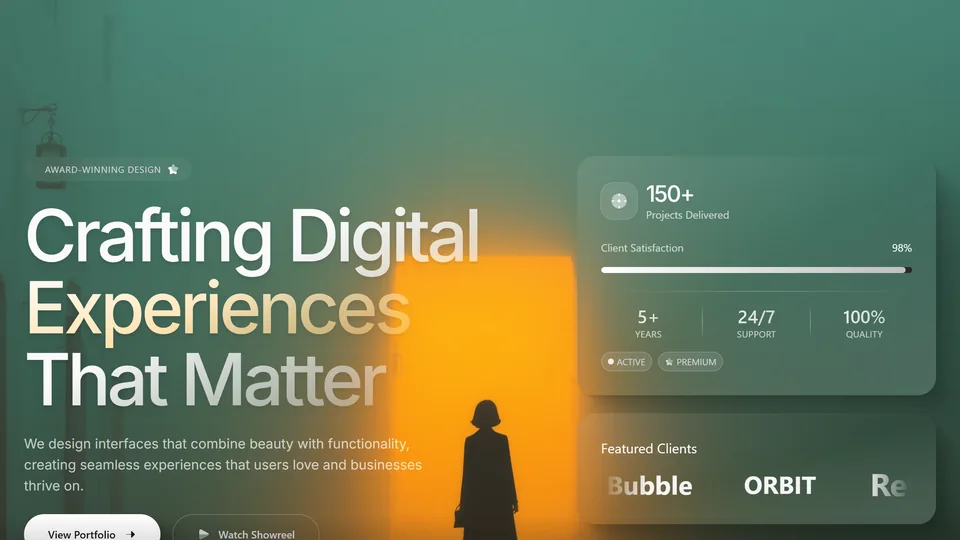 AWARD-WINNING DESIGN
Crafting Digital
Experiences
That Matter
We design interfaces that combine beauty with functionality,
creating seamless experiences that users love and businesses
thrive on.
View Portfolio
Watch Showreel
150+
Projects Delivered
Client Satisfaction
98%
5+
YEARS
24/7
SUPPORT
100%
QUALITY
ACTIVE
PREMIUM
Featured Clients
Bubble
ORBIT
Re